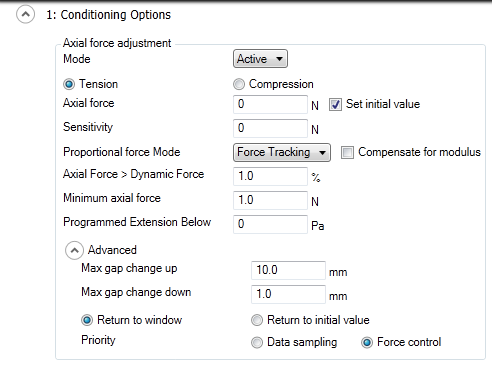 1: Conditioning Options
Axial force adjustment
Mode Active
Tension Compression
Axial force 0 N Set initial value
Sensitivity 0 N
Proportional force Mode Force Tracking Compensate for modulus
Axial Force > Dynamic Force 1.0 %
Minimum axial force 1.0 N
Programmed Extension Below 0 Pa
Advanced
Max gap change up 10.0 mm
Max gap change down 1.0 mm
Return to window Return to initial value
Priority Data sampling Force control